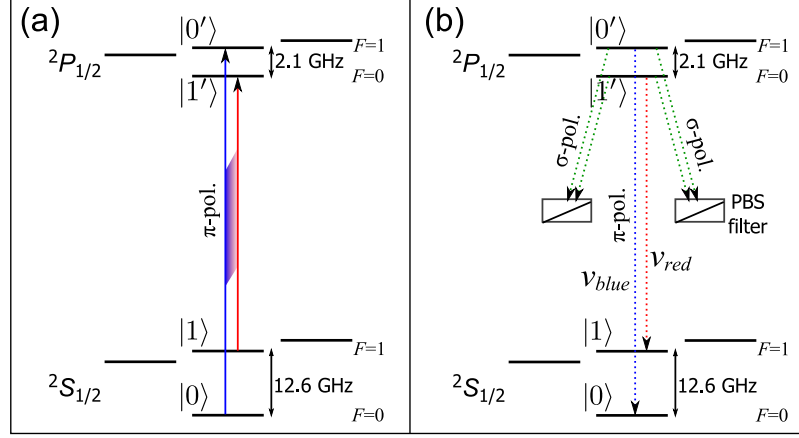 (a)
|0′⟩
²P₁/₂
F=1
2.1 GHz
F=0
|1′⟩
π-pol.
|1⟩
F=1
²S₁/₂
12.6 GHz
|0⟩
F=0
(b)
|0′⟩
²P₁/₂
F=1
2.1 GHz
F=0
|1′⟩
σ-pol.
σ-pol.
π-pol.
PBS
filter
ν_blue
ν_red
|1⟩
F=1
²S₁/₂
12.6 GHz
|0⟩
F=0